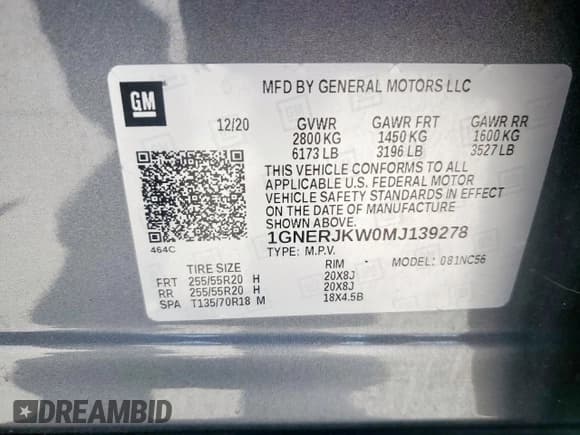 GM
MFD BY GENERAL MOTORS LLC
12/20 GVWR GAWR FRT GAWR RR
2800 KG 1450 KG 1600 KG
6173 LB 3196 LB 3527 LB
THIS VEHICLE CONFORMS TO ALL
APPLICABLE U.S. FEDERAL MOTOR
VEHICLE SAFETY STANDARDS IN EFFECT
ON THE DATE OF MANUFACTURE
SHOWN ABOVE.
1GNERJKW0MJ139278
464C
TYPE: M.P.V. MODEL: 081NC56
TIRE SIZE RIM
FRT 255/55R20 H 20X8J
RR 255/55R20 H 20X8J
SPA T135/70R18 M 18X4.5B
DREAMBID